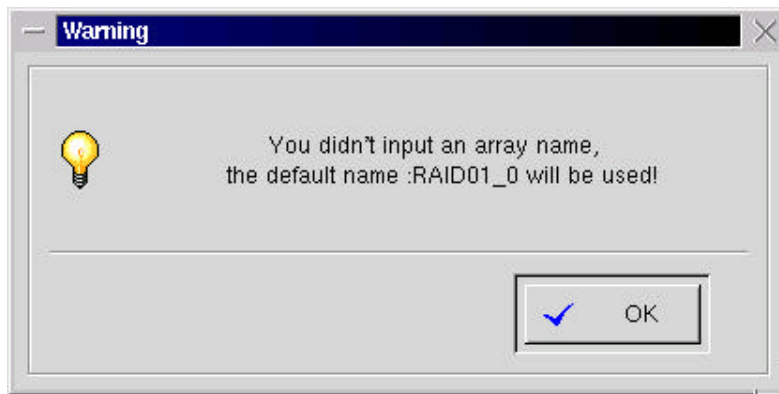 Warning
You didn't input an array name,
the default name :RAID01_0 will be used!
OK